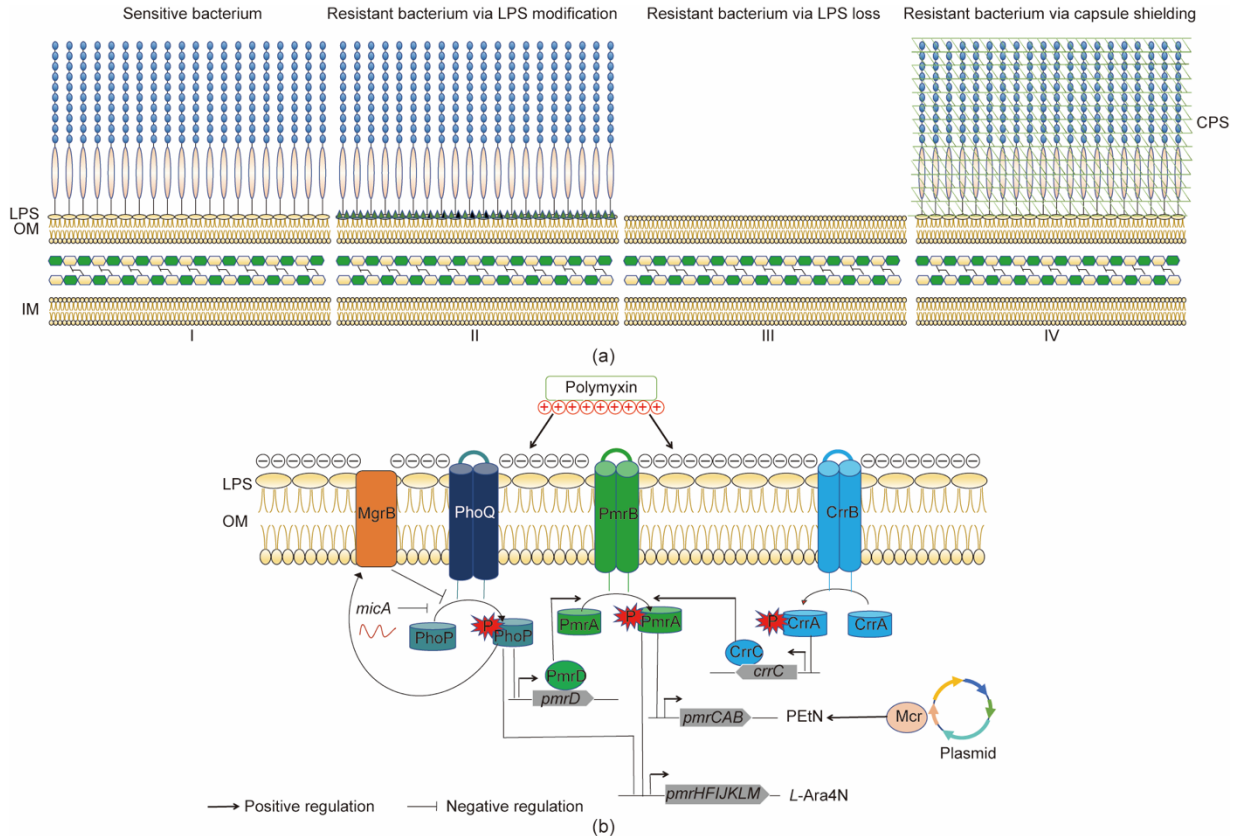 Sensitive bacterium
Resistant bacterium via LPS modification
Resistant bacterium via LPS loss
Resistant bacterium via capsule shielding
CPS
LPS
OM
IM
I
II
III
IV
(a)
Polymyxin
+ + + + + + + + +
LPS
OM
MgrB
PhoQ
PmrB
CrrB
micA
PhoP
P
PhoP
PmrA
P
PmrA
P
CrrA
CrrA
PmrD
pmrD
CrrC
crrC
pmrCAB
PEtN
Mcr
Plasmid
pmrHFIJKLM
L-Ara4N
Positive regulation
Negative regulation
(b)